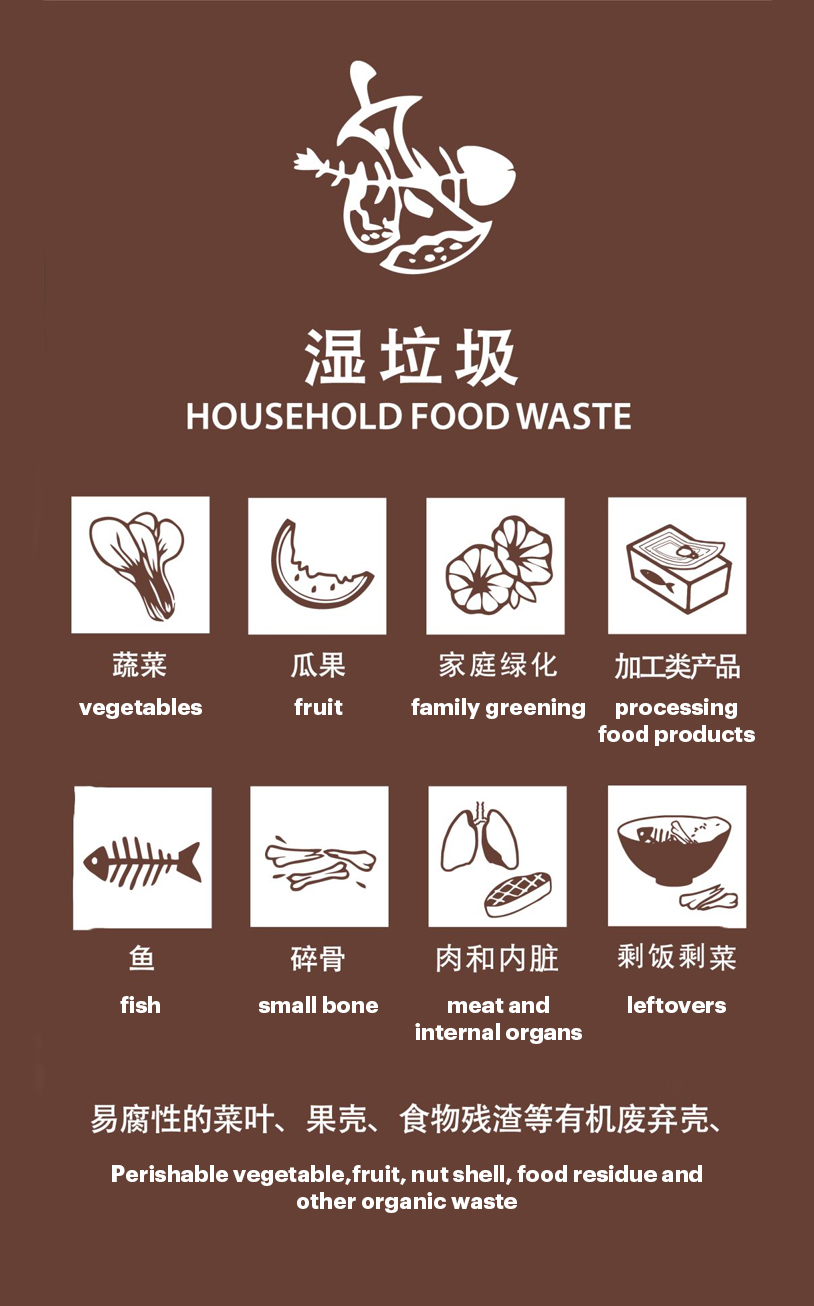 湿垃圾
HOUSEHOLD FOOD WASTE
蔬菜
vegetables
瓜果
fruit
家庭绿化
family greening
加工类产品
processing
food products
鱼
fish
碎骨
small bone
肉和内脏
meat and
internal organs
剩饭剩菜
leftovers
易腐性的菜叶、果壳、食物残渣等有机废弃壳、
Perishable vegetable,fruit, nut shell, food residue and
other organic waste